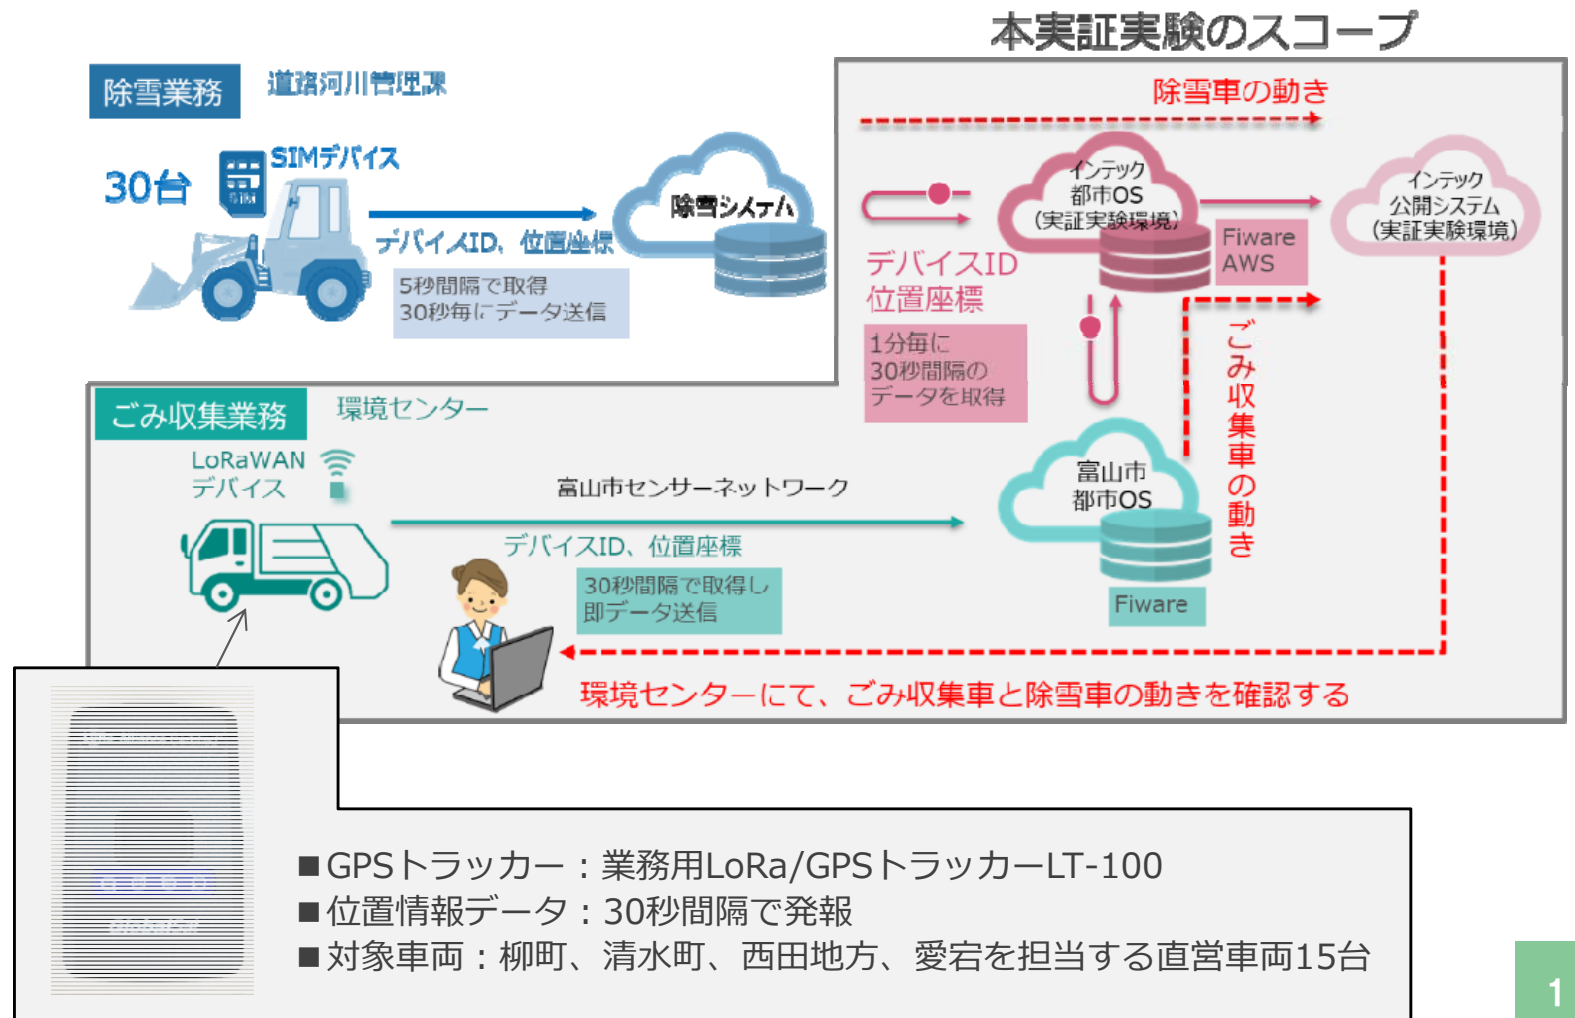 本実証実験のスコープ
除雪業務
道路河川管理課
30台
SIMデバイス
デバイスID、位置座標
5秒間隔で取得
30秒毎にデータ送信
除雪システム
除雪車の動き
インテック
都市OS
（実証実験環境）
Fiware
AWS
インテック
公開システム
（実証実験環境）
デバイスID
位置座標
1分毎に
30秒間隔の
データを取得
ごみ収集車の動き
ごみ収集業務
環境センター
LoRaWAN
デバイス
富山市センサーネットワーク
デバイスID、位置座標
30秒間隔で取得し
即データ送信
富山市
都市OS
Fiware
環境センターにて、ごみ収集車と除雪車の動きを確認する
■GPSトラッカー：業務用LoRa/GPSトラッカーLT-100
■位置情報データ：30秒間隔で発報
■対象車両：柳町、清水町、西田地方、愛宕を担当する直営車両15台
1